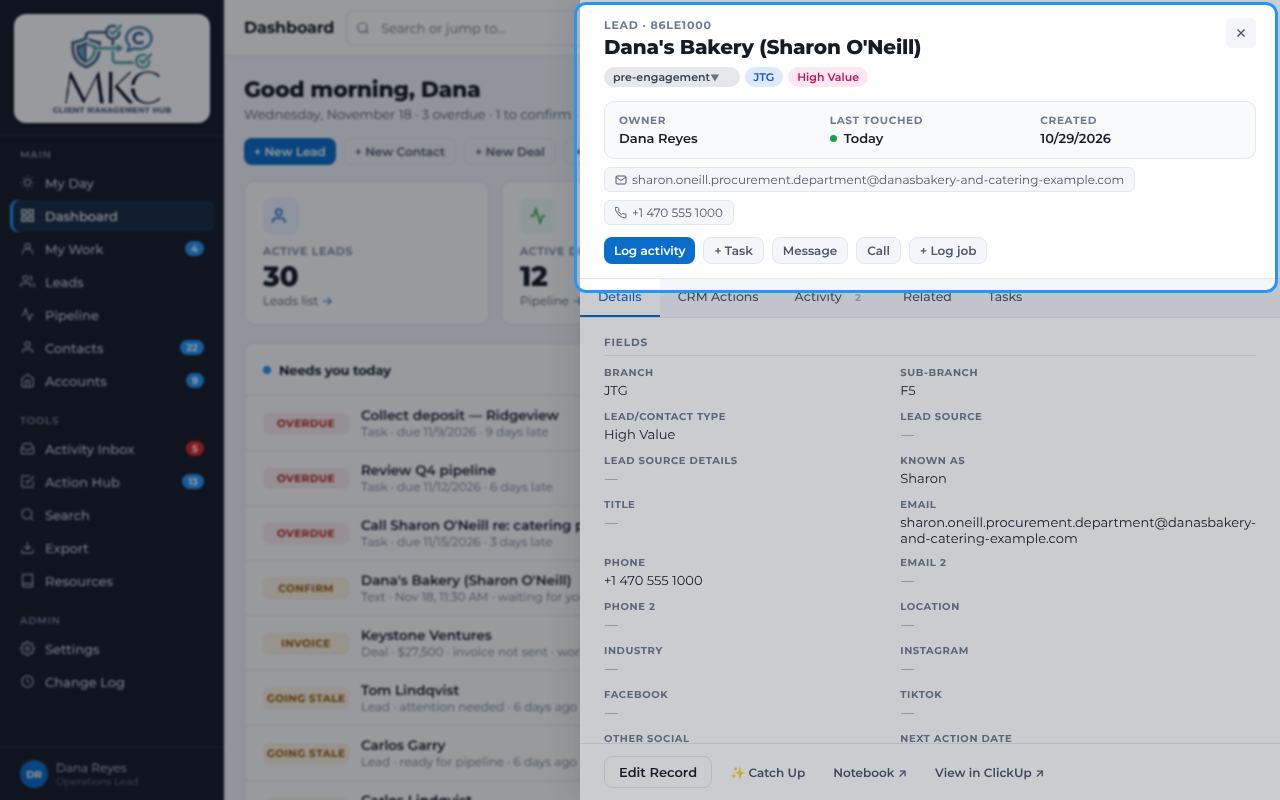 MKC
CLIENT MANAGEMENT HUB
MAIN
My Day
Dashboard
My Work 4
Leads
Pipeline
Contacts 22
Accounts 9
TOOLS
Activity Inbox 5
Action Hub 13
Search
Export
Resources
ADMIN
Settings
Change Log
DR
Dana Reyes
Operations Lead
Dashboard
Search or jump to...
Good morning, Dana
Wednesday, November 18 · 3 overdue · 1 to confirm
+ New Lead
+ New Contact
+ New Deal
ACTIVE LEADS
30
Leads list →
ACTIVE D
12
Pipeline →
Needs you today
OVERDUE
Collect deposit — Ridgeview
Task · due 11/9/2026 · 9 days late
OVERDUE
Review Q4 pipeline
Task · due 11/12/2026 · 6 days late
OVERDUE
Call Sharon O'Neill re: catering p
Task · due 11/15/2026 · 3 days late
CONFIRM
Dana's Bakery (Sharon O'Neill)
Text · Nov 18, 11:30 AM · waiting for yo
INVOICE
Keystone Ventures
Deal · $27,500 · invoice not sent · wor
GOING STALE
Tom Lindqvist
Lead · attention needed · 6 days ago
GOING STALE
Carlos Garry
Lead · ready for pipeline · 6 days ago
LEAD · 86LE1000
Dana's Bakery (Sharon O'Neill)
pre-engagement▼
JTG
High Value
✕
OWNER
Dana Reyes
LAST TOUCHED
Today
CREATED
10/29/2026
sharon.oneill.procurement.department@danasbakery-and-catering-example.com
+1 470 555 1000
Log activity
+ Task
Message
Call
+ Log job
Details
CRM Actions
Activity 2
Related
Tasks
FIELDS
BRANCH
JTG
SUB-BRANCH
F5
LEAD/CONTACT TYPE
High Value
LEAD SOURCE
—
LEAD SOURCE DETAILS
—
KNOWN AS
Sharon
TITLE
—
EMAIL
sharon.oneill.procurement.department@danasbakery-
and-catering-example.com
PHONE
+1 470 555 1000
EMAIL 2
—
PHONE 2
—
LOCATION
—
INDUSTRY
—
INSTAGRAM
—
FACEBOOK
—
TIKTOK
—
OTHER SOCIAL
NEXT ACTION DATE
Edit Record
✨ Catch Up
Notebook ↗
View in ClickUp ↗